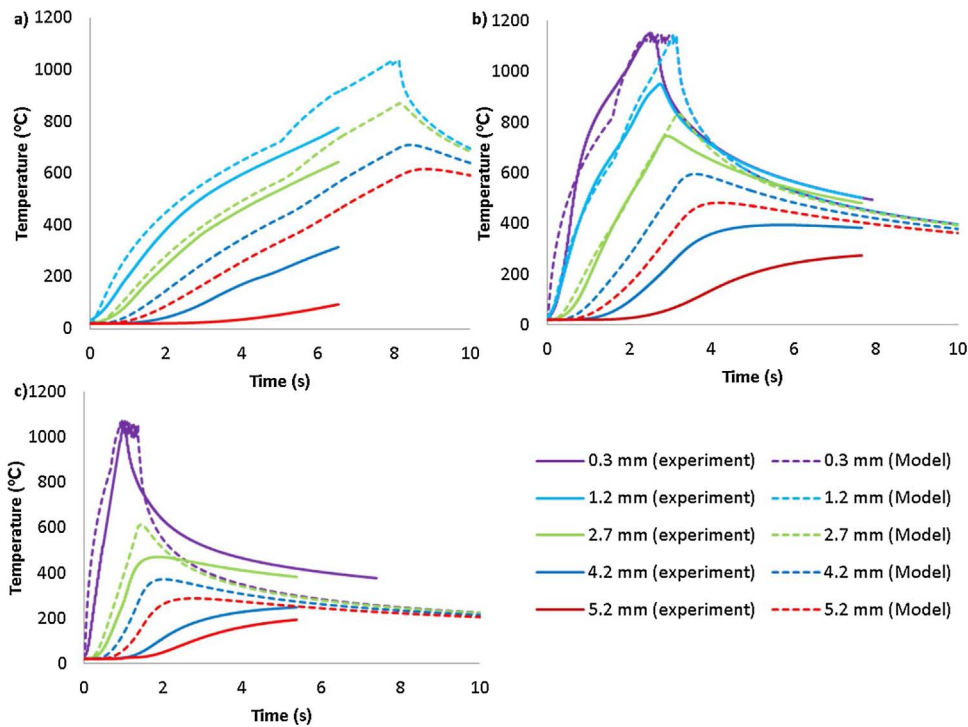 a)
1200
1000
800
600
400
200
0
Temperature (°C)
0 2 4 6 8 10
Time (s)
b)
1200
1000
800
600
400
200
0
Temperature (°C)
0 2 4 6 8 10
Time (s)
c)
1200
1000
800
600
400
200
0
Temperature (°C)
0 2 4 6 8 10
Time (s)
0.3 mm (experiment) 0.3 mm (Model)
1.2 mm (experiment) 1.2 mm (Model)
2.7 mm (experiment) 2.7 mm (Model)
4.2 mm (experiment) 4.2 mm (Model)
5.2 mm (experiment) 5.2 mm (Model)